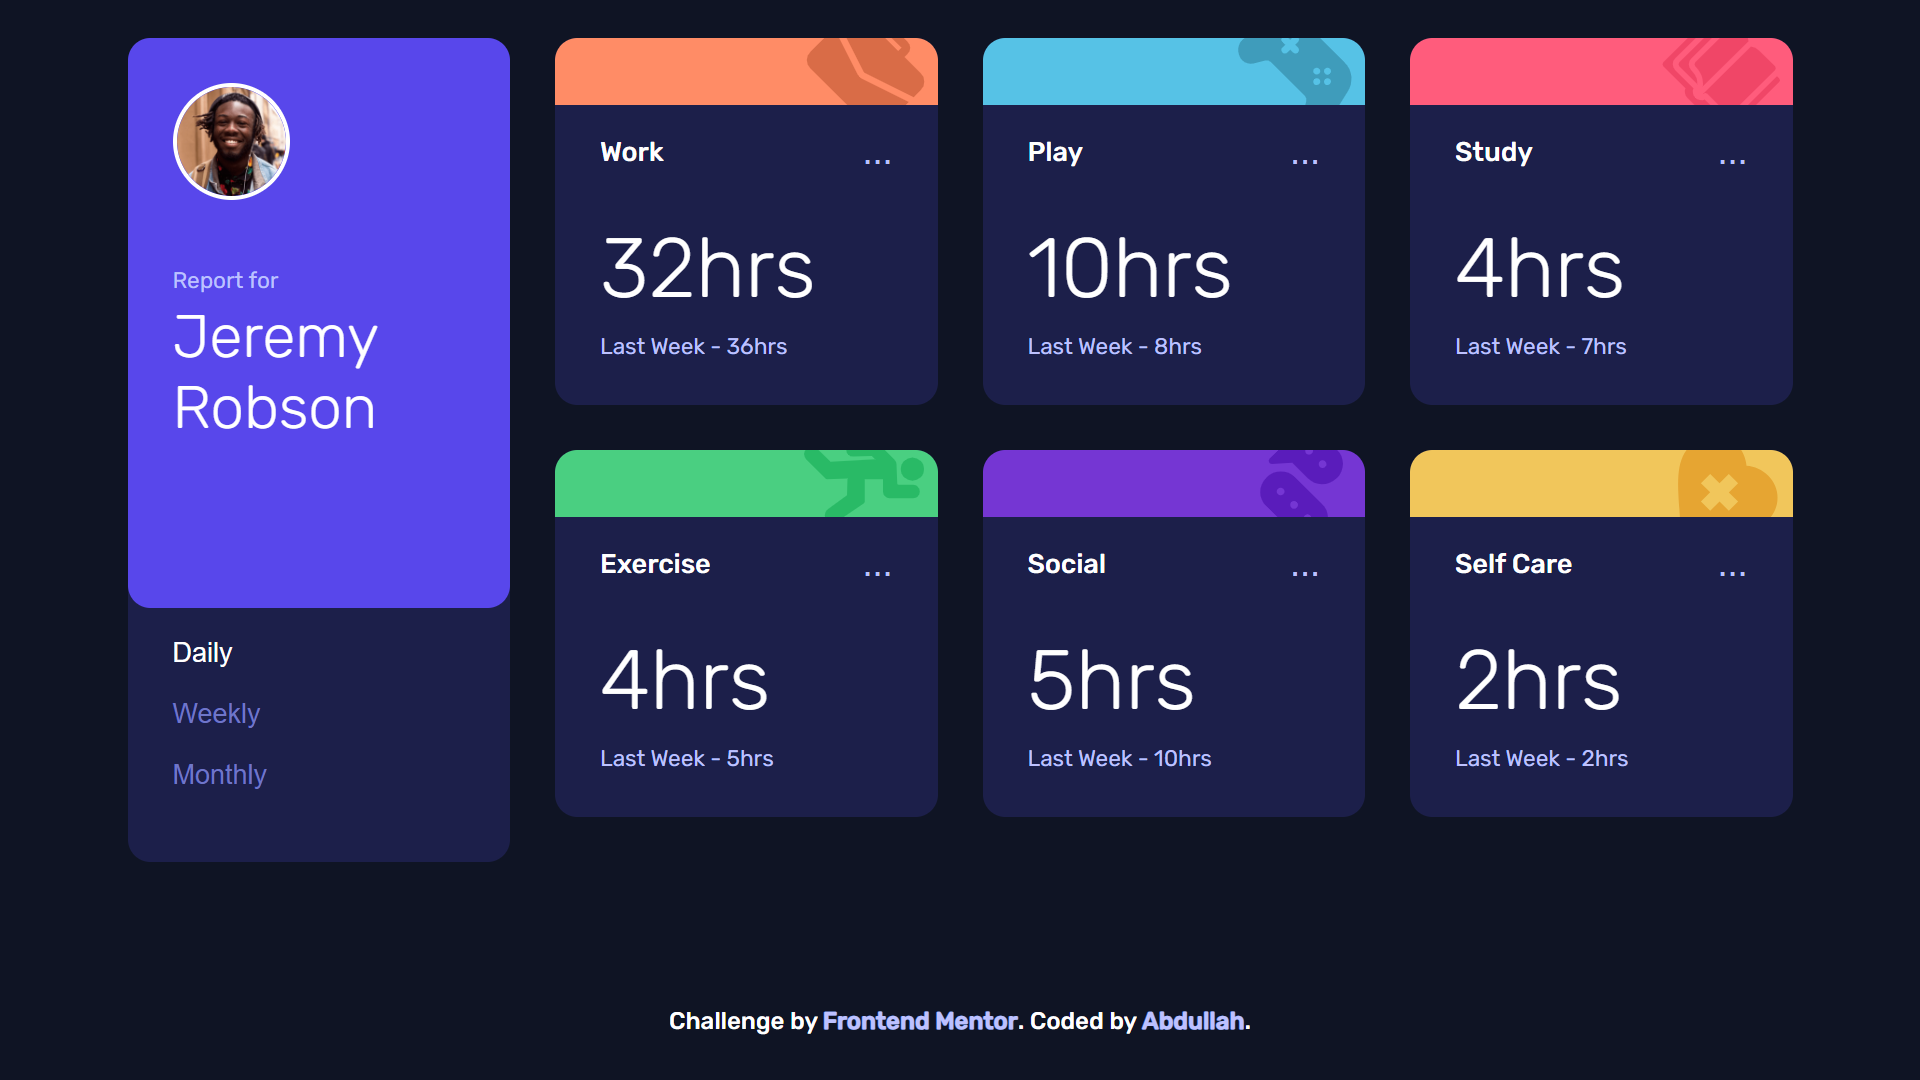 Report for
Jeremy
Robson
Daily
Weekly
Monthly
Work
...
32hrs
Last Week - 36hrs
Play
...
10hrs
Last Week - 8hrs
Study
...
4hrs
Last Week - 7hrs
Exercise
...
4hrs
Last Week - 5hrs
Social
...
5hrs
Last Week - 10hrs
Self Care
...
2hrs
Last Week - 2hrs
Challenge by Frontend Mentor. Coded by Abdullah.